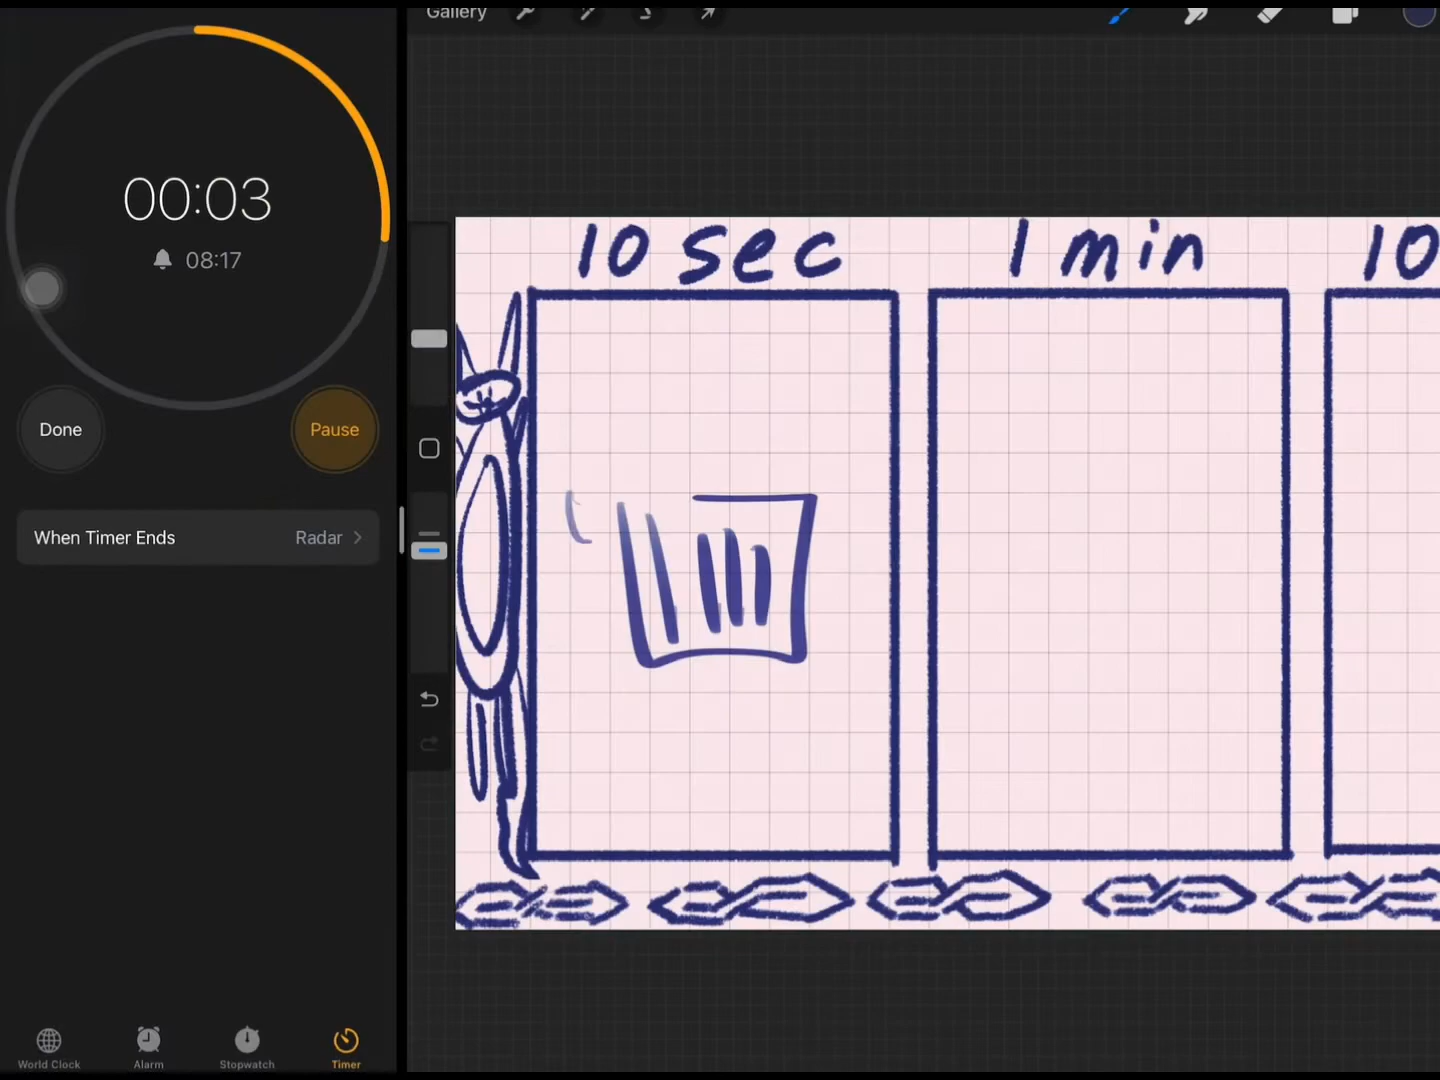 Gallery
00:03
08:17
Done
Pause
When Timer Ends
Radar
World Clock
Alarm
Stopwatch
Timer
10 sec
1 min
10